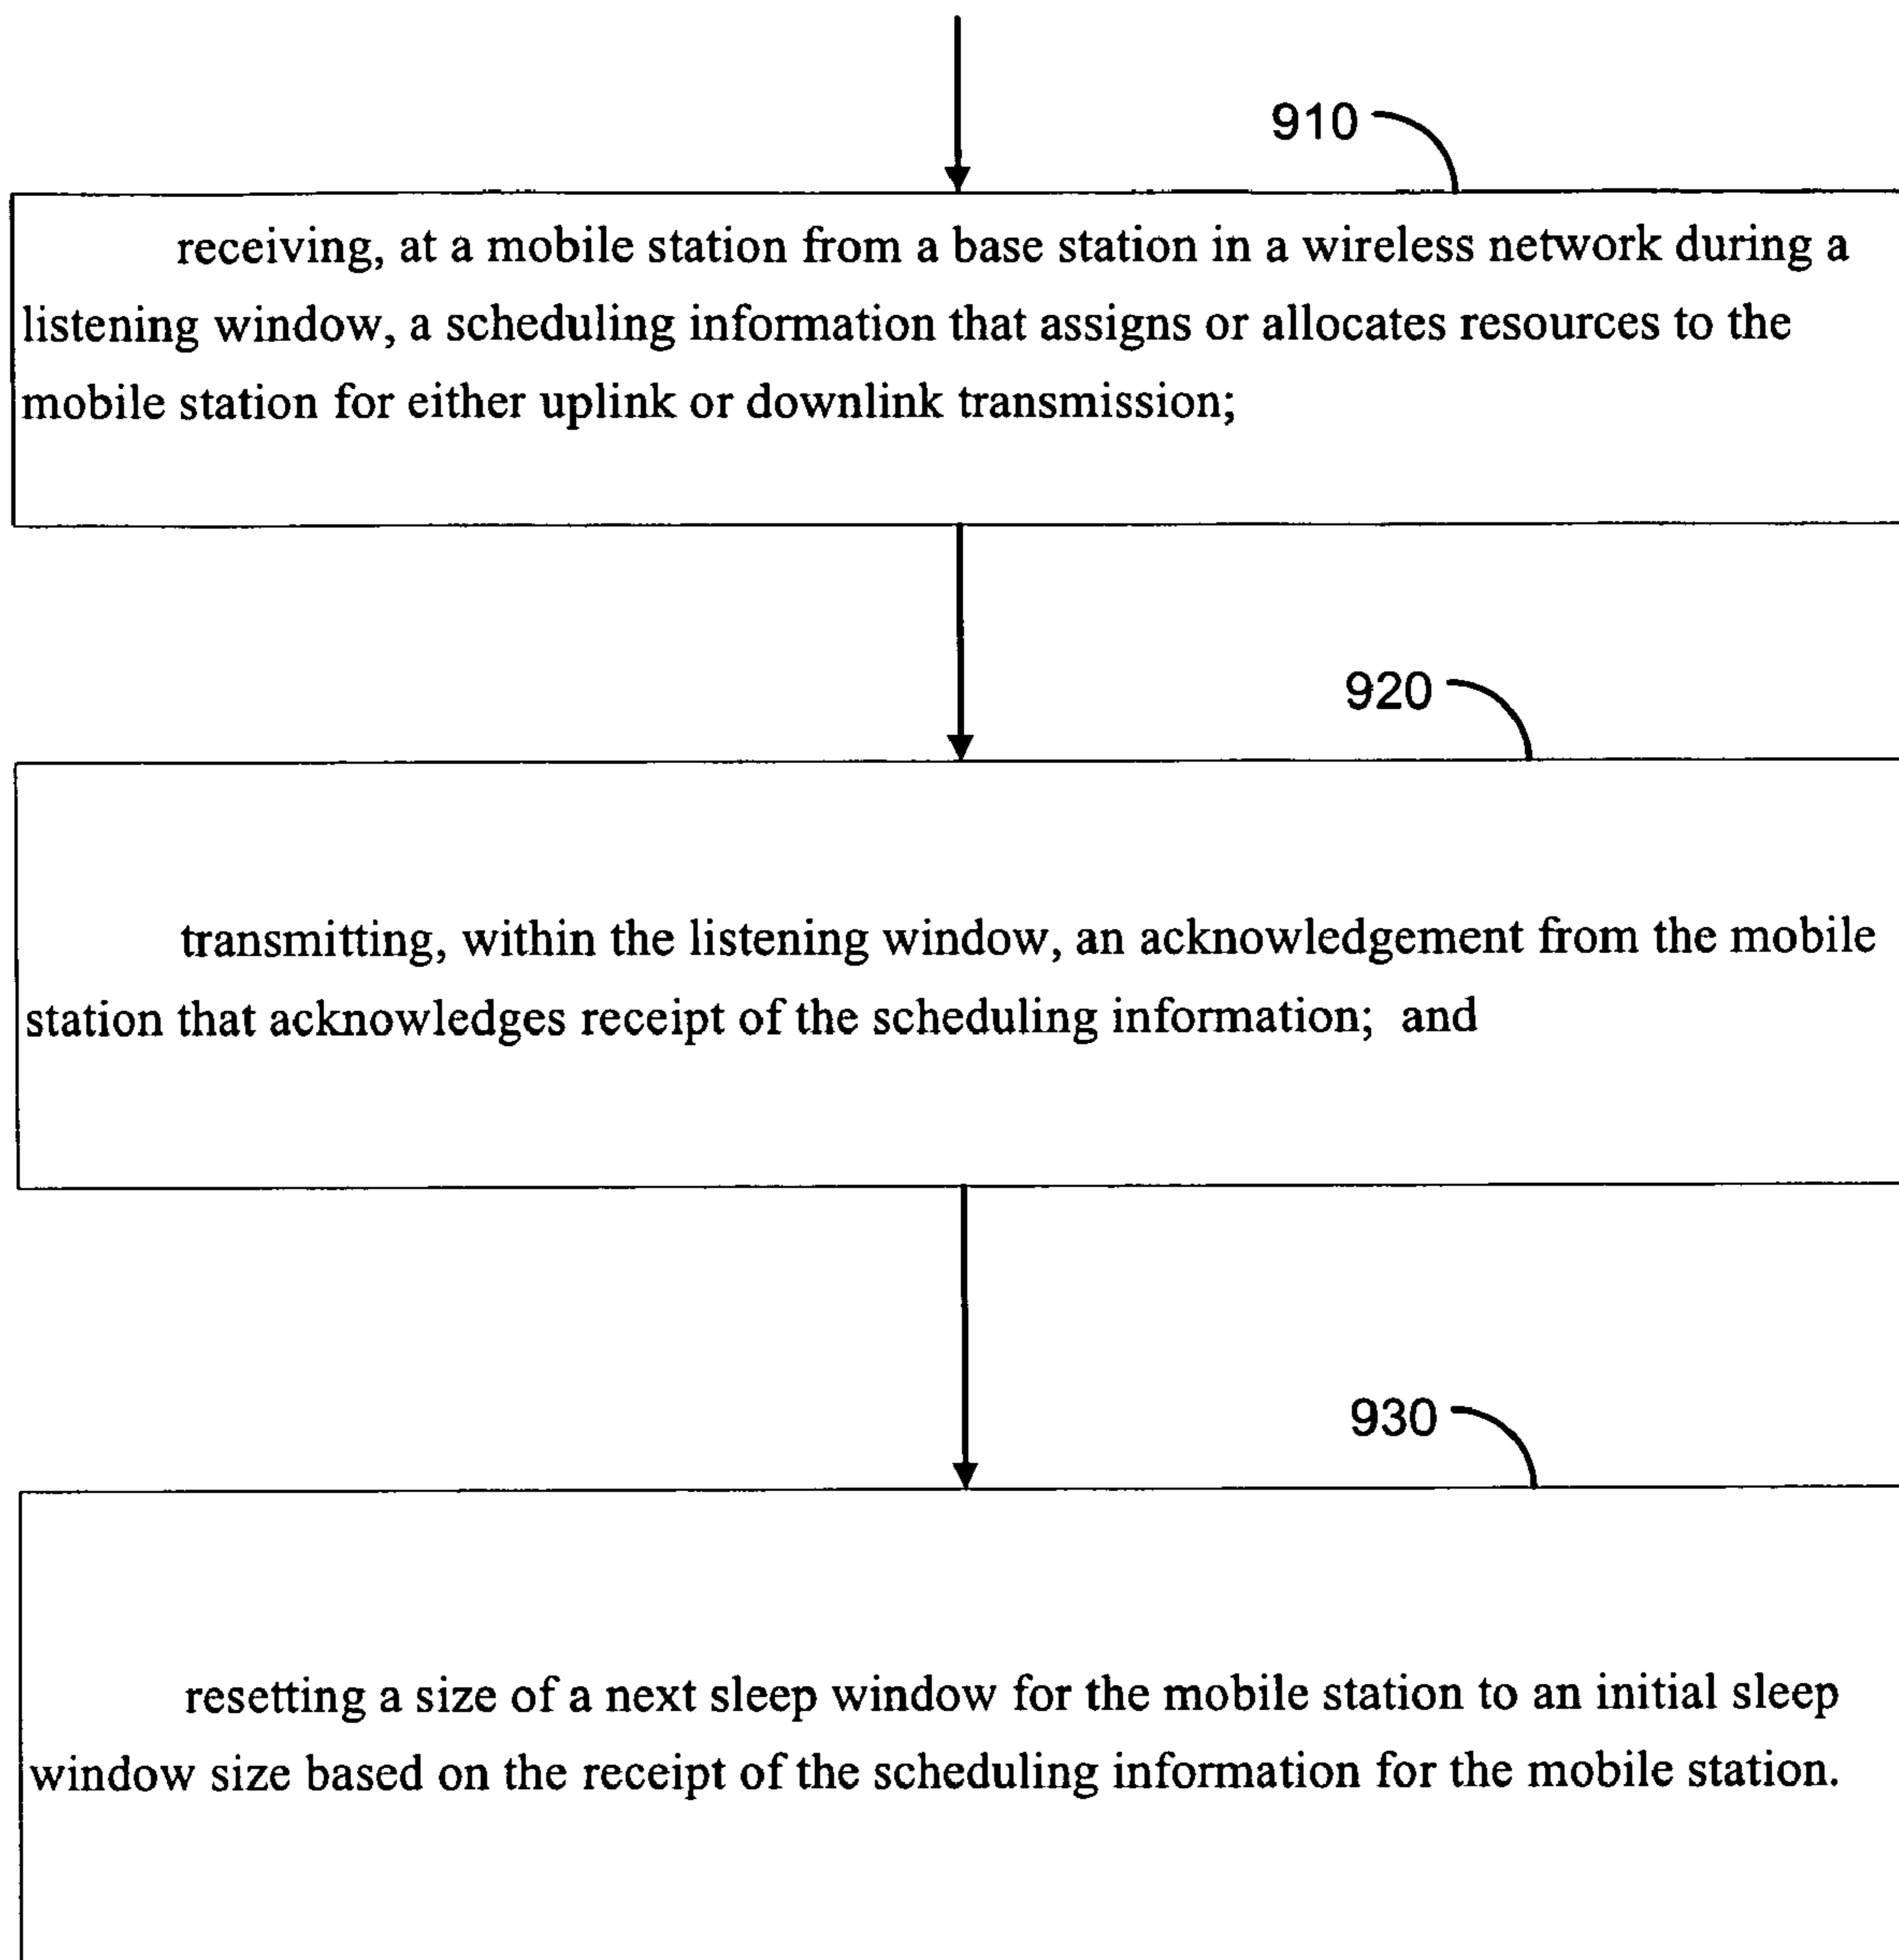 910
receiving, at a mobile station from a base station in a wireless network during a
listening window, a scheduling information that assigns or allocates resources to the
mobile station for either uplink or downlink transmission;
920
transmitting, within the listening window, an acknowledgement from the mobile
station that acknowledges receipt of the scheduling information; and
930
resetting a size of a next sleep window for the mobile station to an initial sleep
window size based on the receipt of the scheduling information for the mobile station.